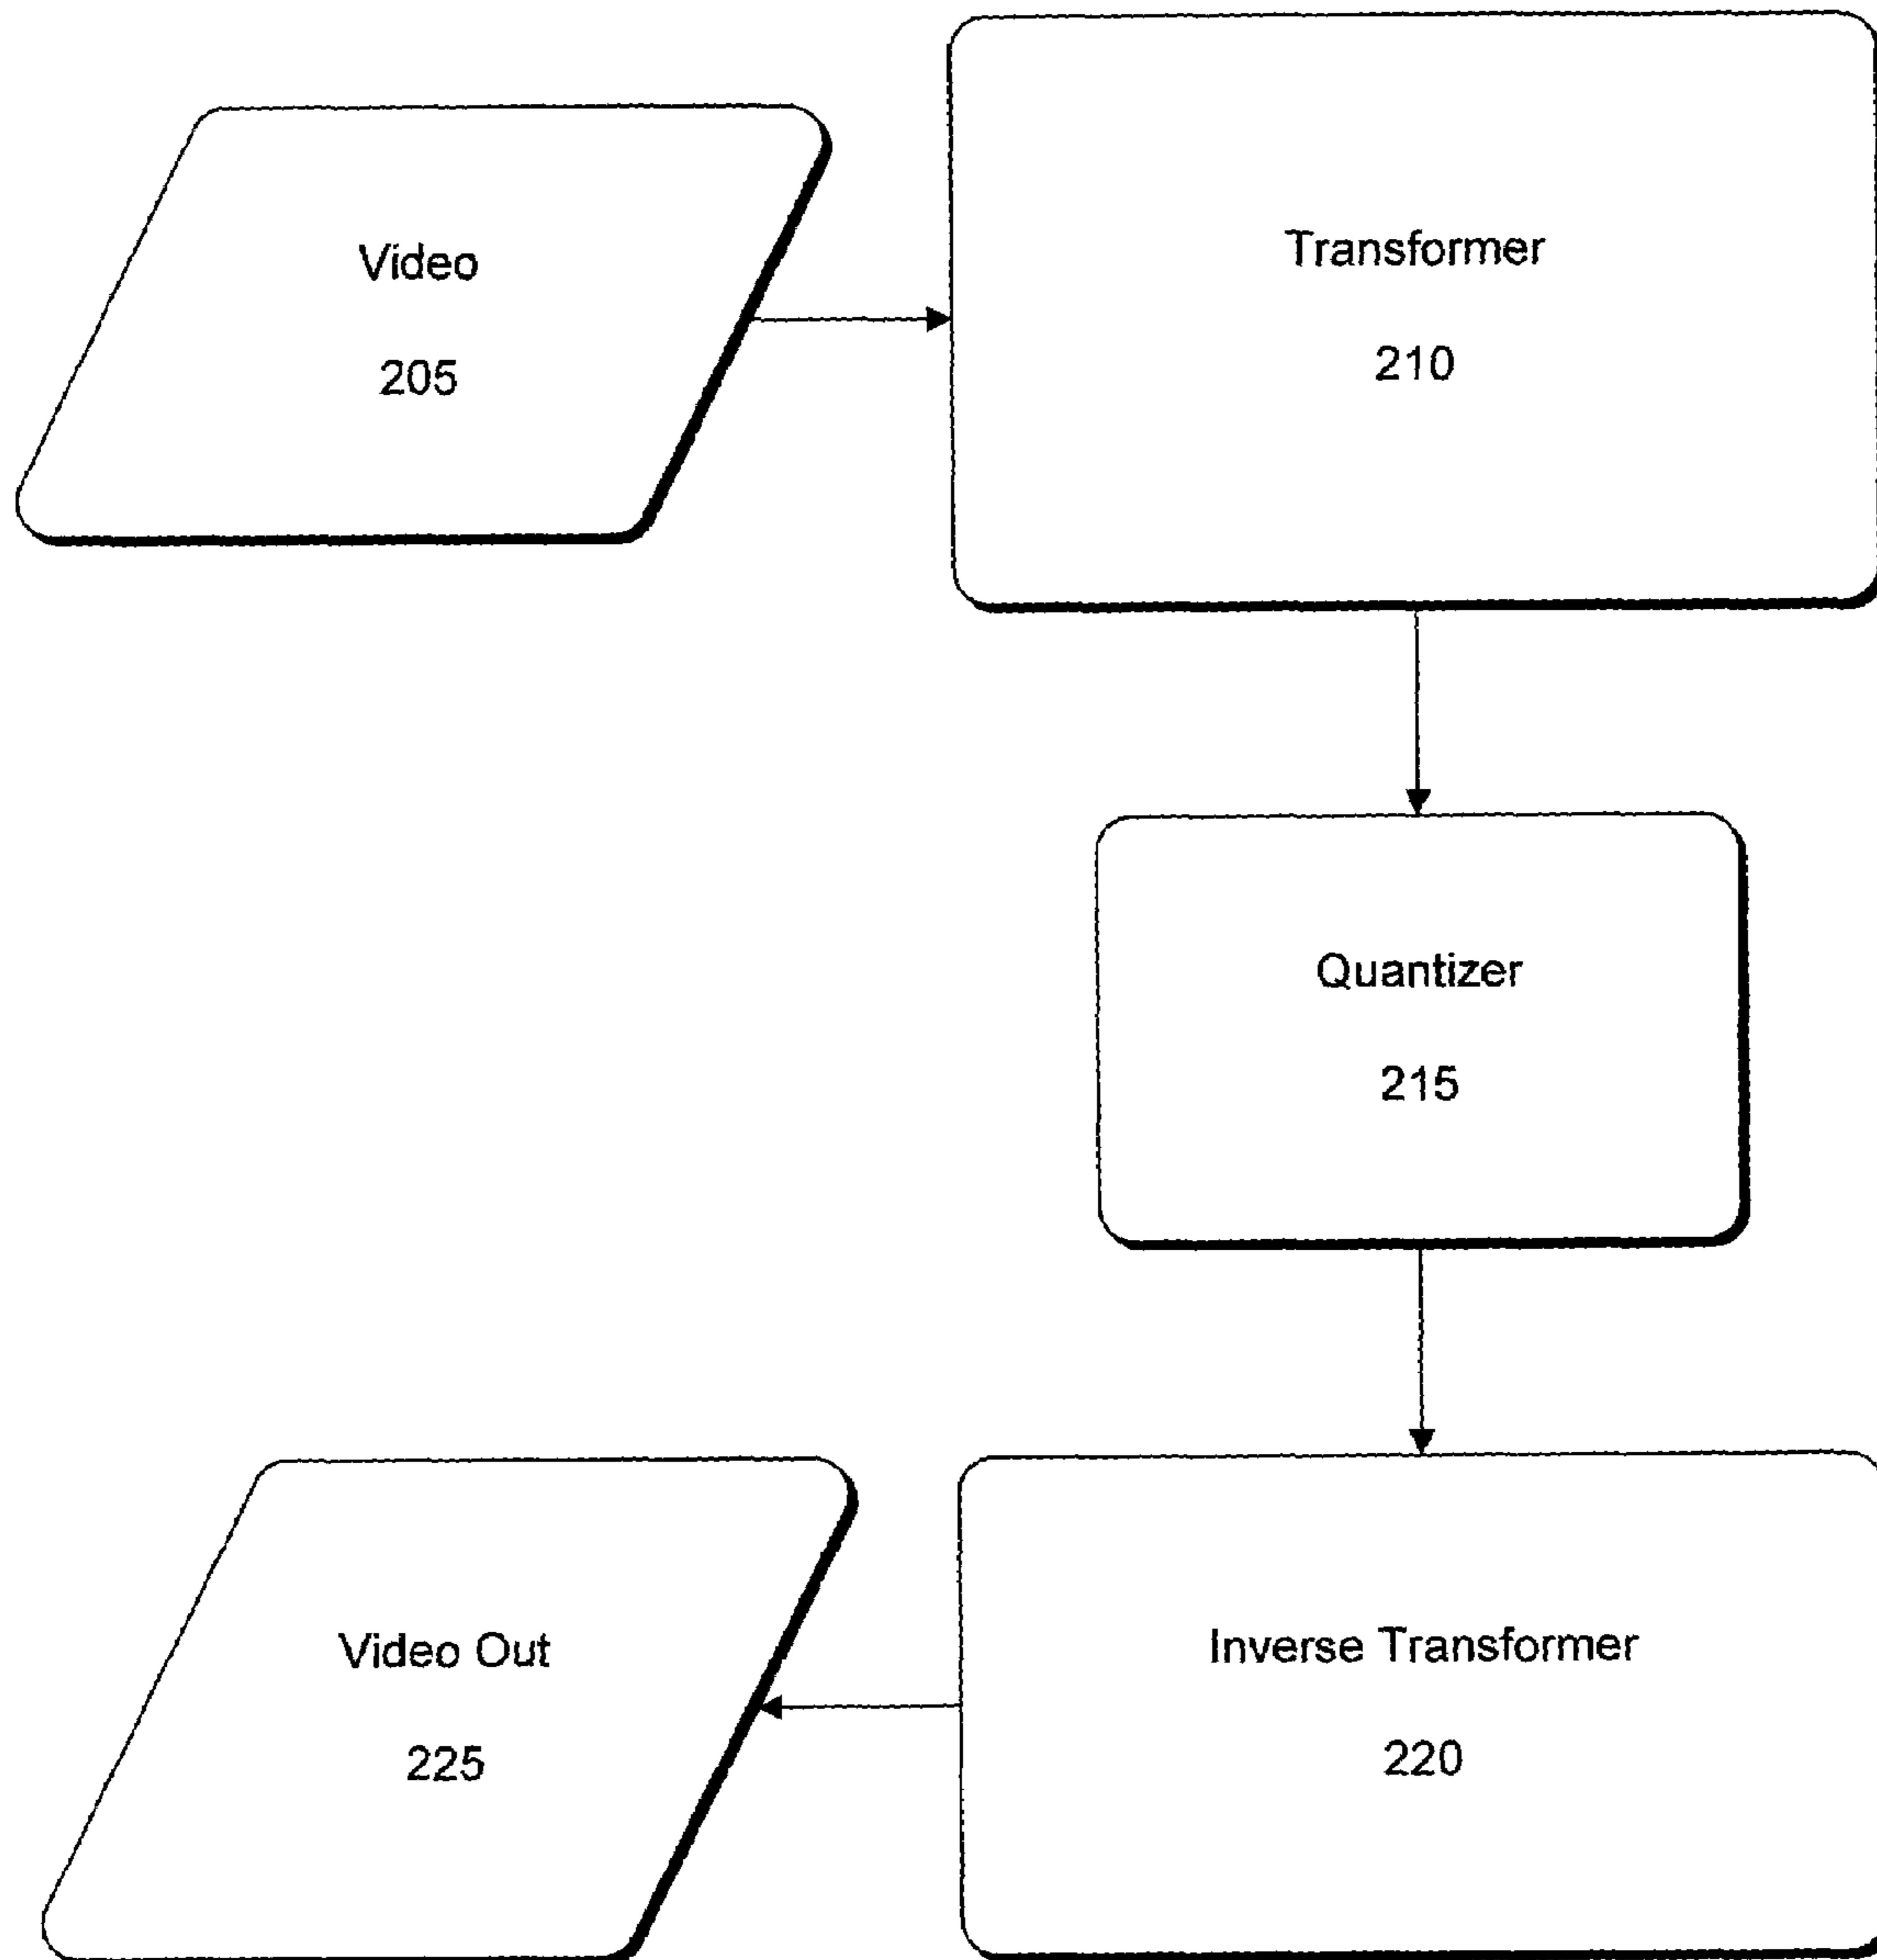 Video
205
Transformer
210
Quantizer
215
Inverse Transformer
220
Video Out
225